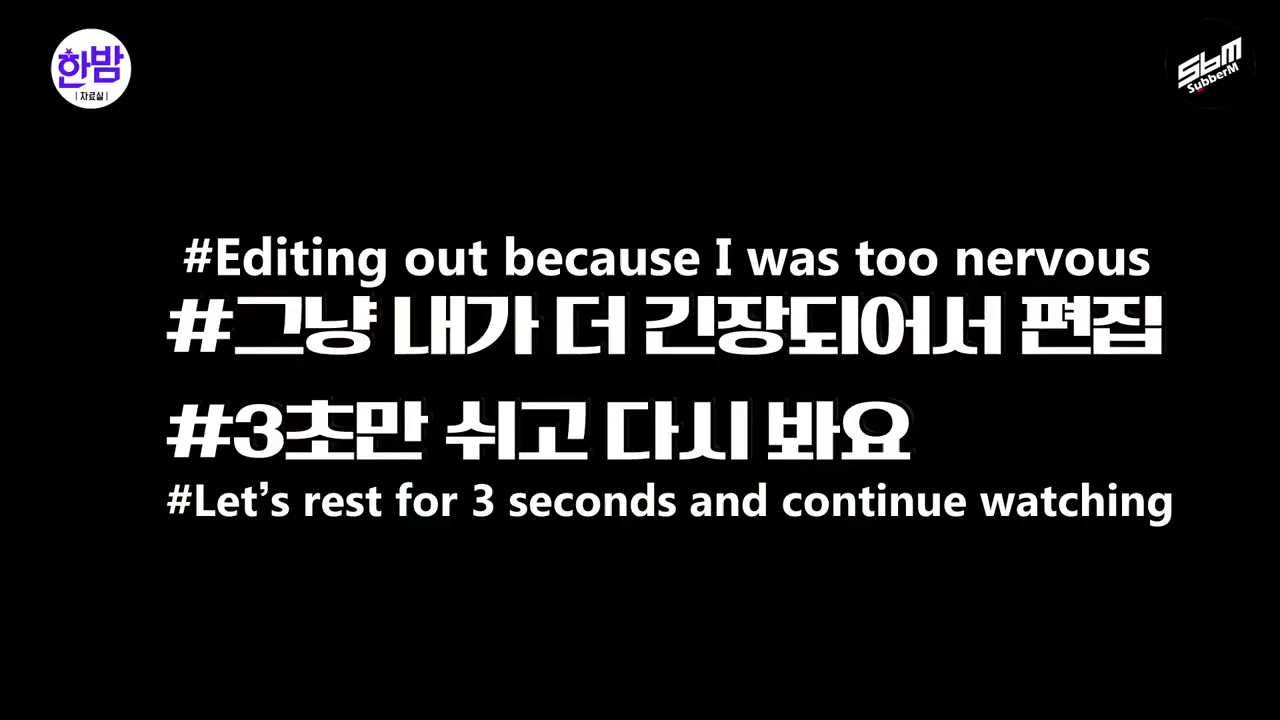 한밤
|자료실|
SbM
SubberM
#Editing out because I was too nervous
#그냥 내가 더 긴장되어서 편집
#3초만 쉬고 다시 봐요
#Let’s rest for 3 seconds and continue watching